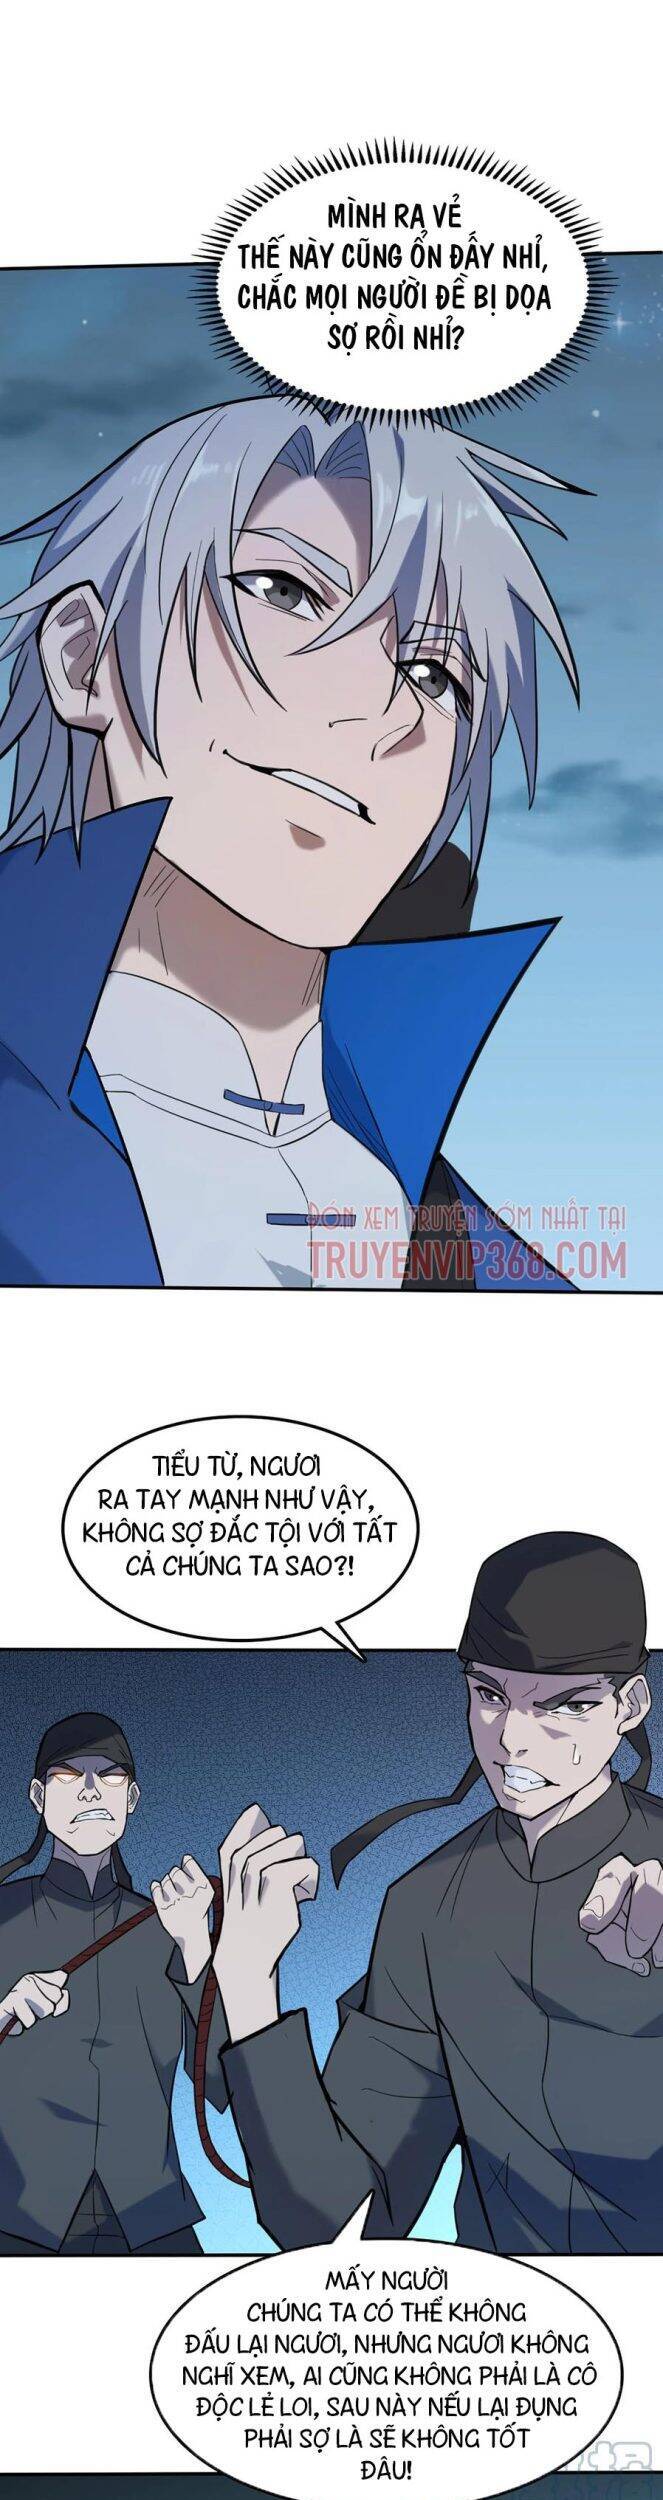 MÌNH RA VẺ
THẾ NÀY CŨNG ỔN ĐẤY NHỈ,
CHẮC MỌI NGƯỜI ĐỀ BỊ DỌA
SỢ RỒI NHỈ?
ĐÓN XEM TRUYỆN SỚM NHẤT TẠI
TRUYENVIP368.COM
TIỂU TỪ, NGƯƠI
RA TAY MẠNH NHƯ VẬY,
KHÔNG SỢ ĐẮC TỘI VỚI TẤT
CẢ CHÚNG TA SAO?!
MẤY NGƯỜI
CHÚNG TA CÓ THỂ KHÔNG
ĐẤU LẠI NGƯƠI, NHƯNG NGƯƠI KHÔNG
NGHĨ XEM, AI CŨNG KHÔNG PHẢI LÀ CÔ
ĐỘC LẺ LOI, SAU NÀY NẾU LẠI ĐỤNG
PHẢI SỢ LÀ SẼ KHÔNG TỐT
ĐÂU!